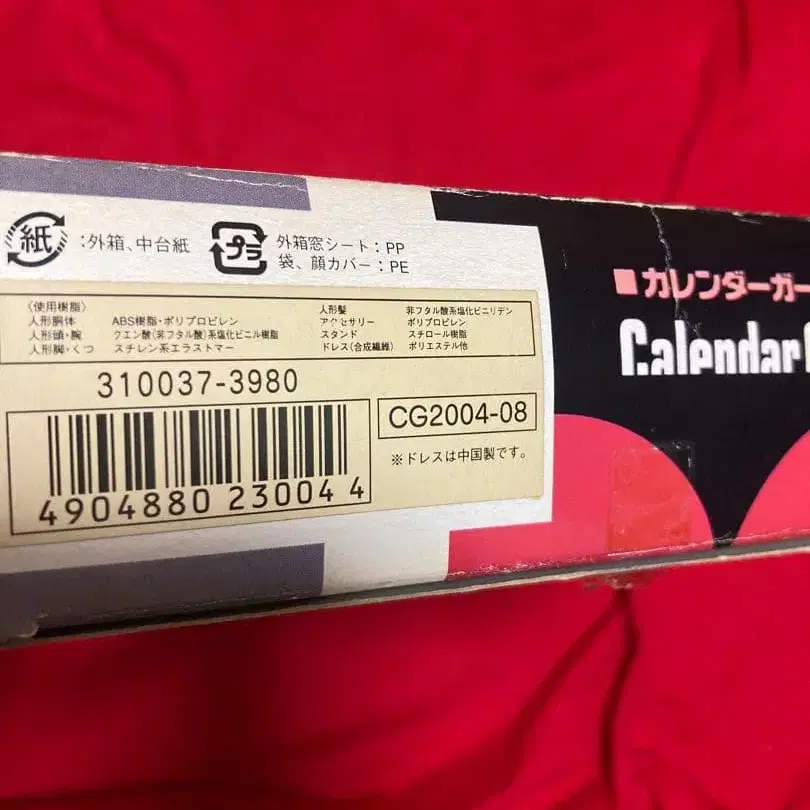 紙 :外箱、中台紙
プラ 外箱窓シート:PP
袋、顔カバー:PE
〈使用樹脂〉
人形胴体 ABS樹脂・ポリプロピレン
人形頭・腕 クエン酸(非フタル酸)系塩化ビニル樹脂
人形脚・くつ スチレン系エラストマー
人形髪 非フタル酸系塩化ビニリデン
アクセサリー ポリプロピレン
スタンド スチロール樹脂
ドレス(合成繊維) ポリエステル他
310037-3980
4904880 230044
CG2004-08
※ドレスは中国製です。
■カレンダーガー
Calendar